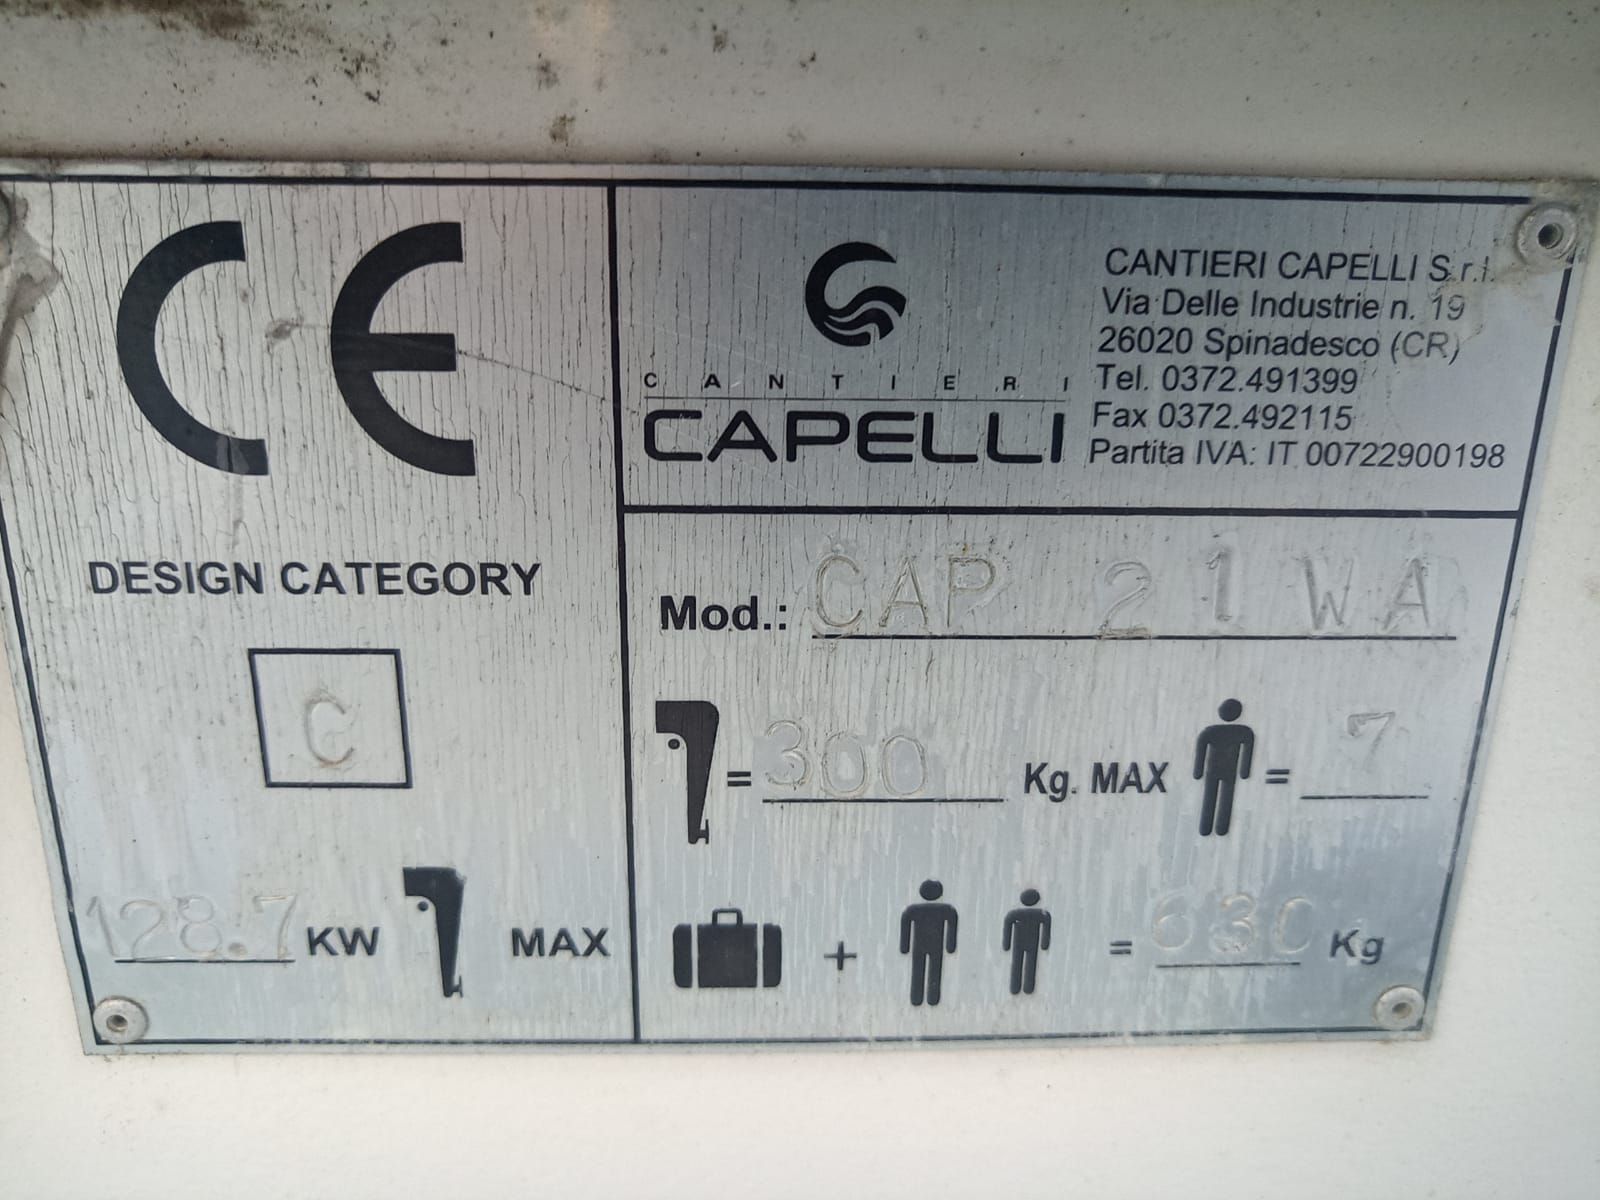 CE
DESIGN CATEGORY
C
128.7 KW MAX
CANTIERI
CAPELLI
CANTIERI CAPELLI S.r.l.
Via Delle Industrie n. 19
26020 Spinadesco (CR)
Tel. 0372.491399
Fax 0372.492115
Partita IVA: IT 00722900198
Mod.: CAP 21 WA
= 300 Kg. MAX = 7
+ = 630 Kg